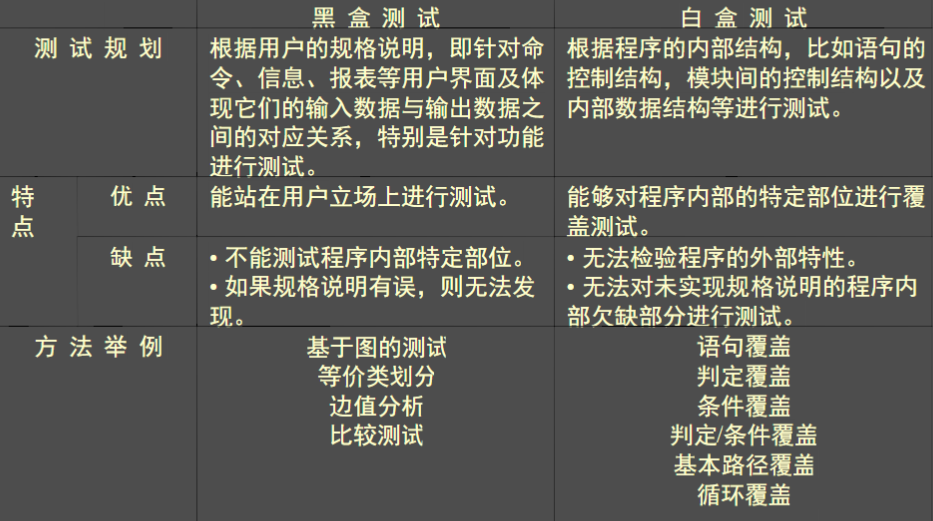 黑盒测试
白盒测试
测试规划
根据用户的规格说明，即针对命
令、信息、报表等用户界面及体
现它们的输入数据与输出数据之
间的对应关系，特别是针对功能
进行测试。
根据程序的内部结构，比如语句的
控制结构，模块间的控制结构以及
内部数据结构等进行测试。
特
点
优点
能站在用户立场上进行测试。
能够对程序内部的特定部位进行覆
盖测试。
缺点
• 不能测试程序内部特定部位。
• 如果规格说明有误，则无法发
现。
• 无法检验程序的外部特性。
• 无法对未实现规格说明的程序内
部欠缺部分进行测试。
方法举例
基于图的测试
等价类划分
边值分析
比较测试
语句覆盖
判定覆盖
条件覆盖
判定/条件覆盖
基本路径覆盖
循环覆盖